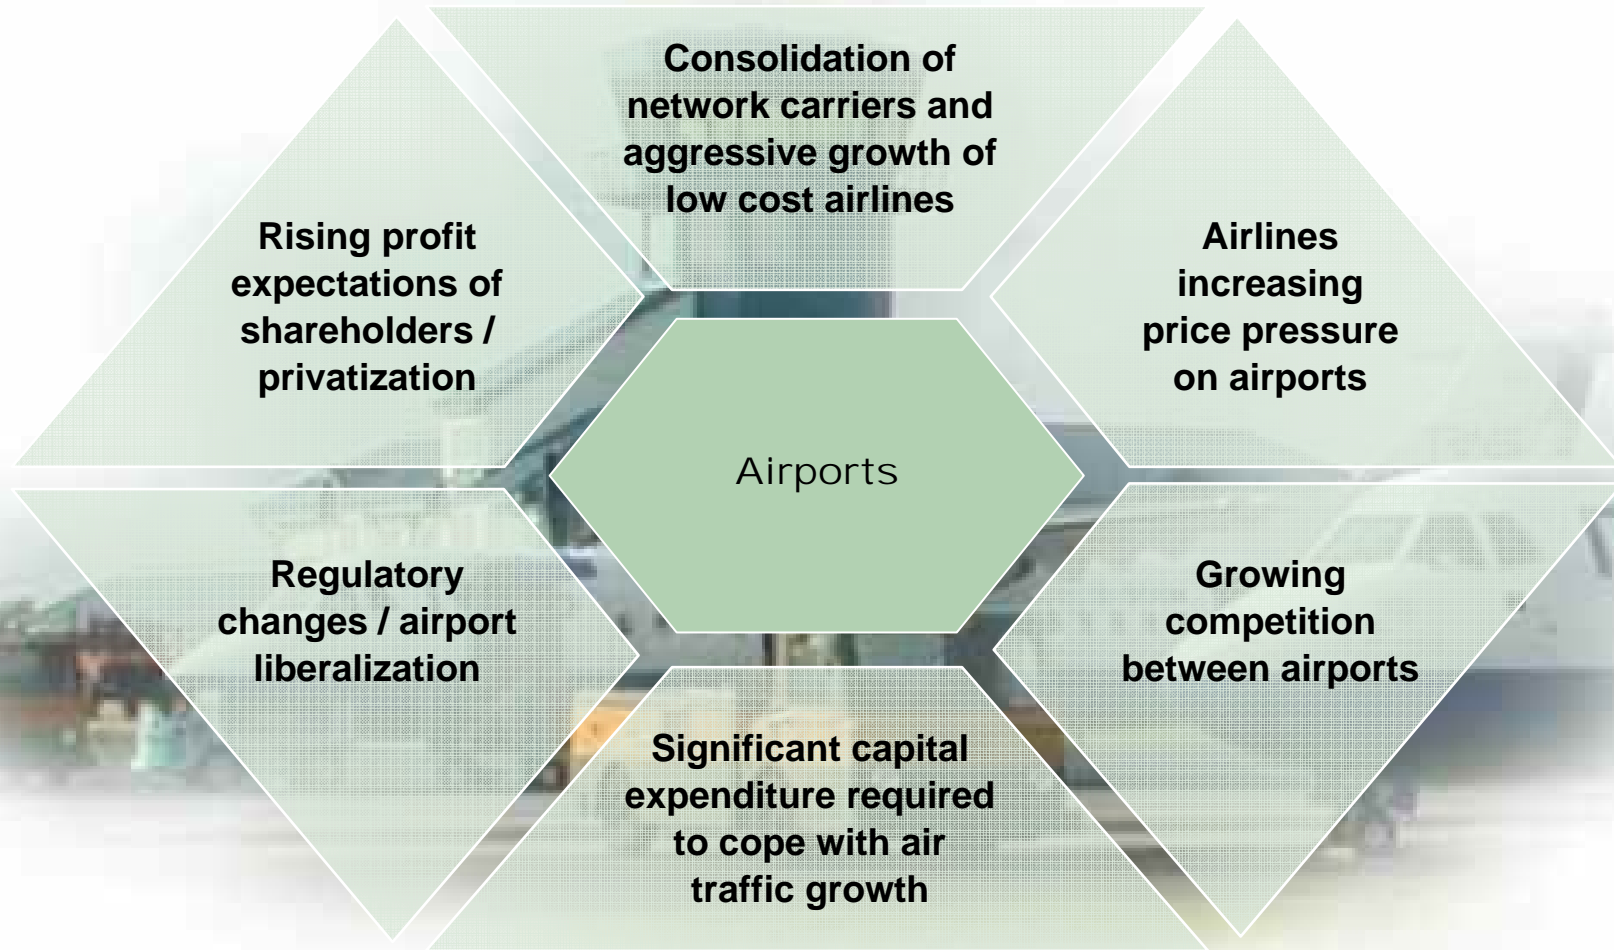 Consolidation of
network carriers and
aggressive growth of
low cost airlines
Rising profit
expectations of
shareholders /
privatization
Airlines
increasing
price pressure
on airports
Airports
Regulatory
changes / airport
liberalization
Growing
competition
between airports
Significant capital
expenditure required
to cope with air
traffic growth